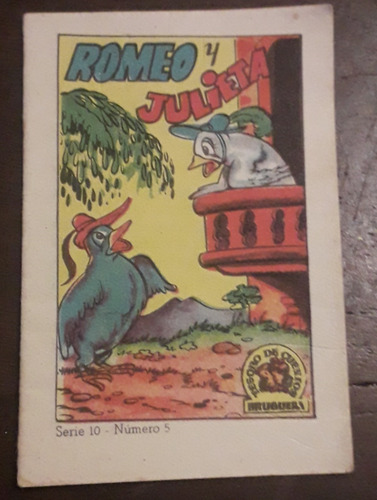 ROMEO y
JULIETA
TESORO DE CUENTOS
BRUGUERA
Serie 10 - Número 5